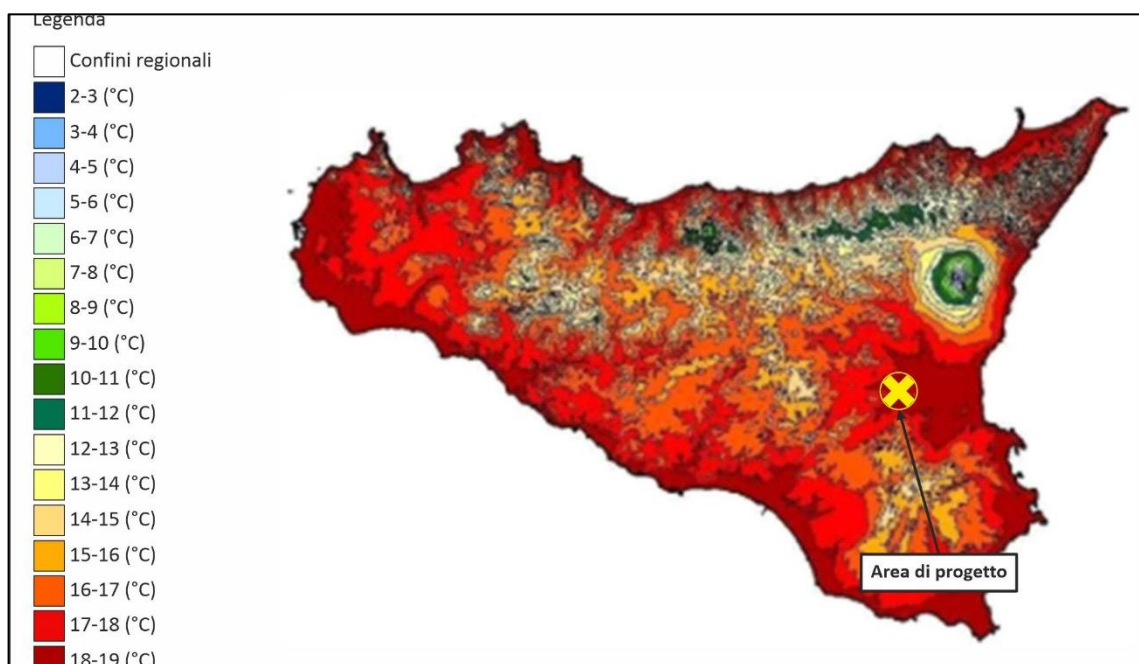 Legenda
Confini regionali
2-3 (°C)
3-4 (°C)
4-5 (°C)
5-6 (°C)
6-7 (°C)
7-8 (°C)
8-9 (°C)
9-10 (°C)
10-11 (°C)
11-12 (°C)
12-13 (°C)
13-14 (°C)
14-15 (°C)
15-16 (°C)
16-17 (°C)
17-18 (°C)
18-19 (°C)
Area di progetto